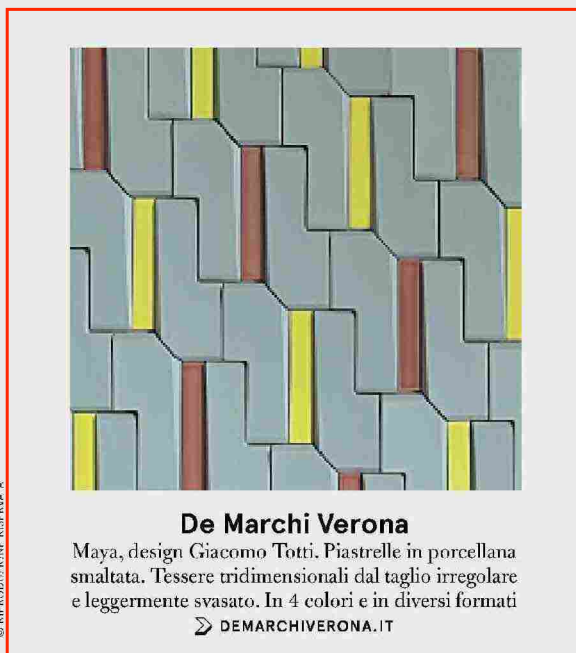 De Marchi Verona
Maya, design Giacomo Totti. Piastrelle in porcellana
smaltata. Tessere tridimensionali dal taglio irregolare
e leggermente svasato. In 4 colori e in diversi formati
DEMARCHIVERONA.IT